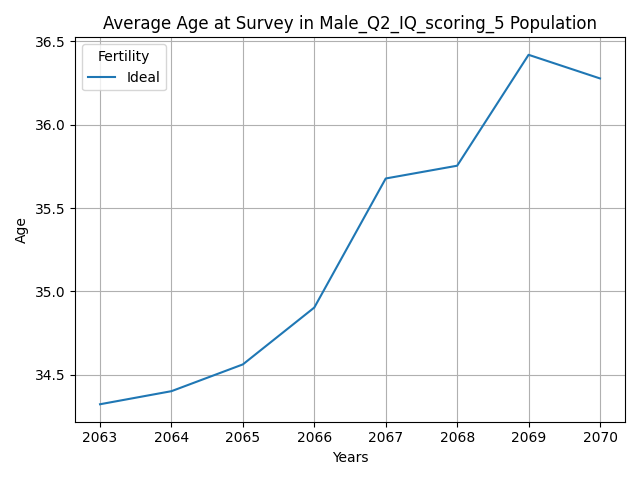 Average Age at Survey in Male_Q2_IQ_scoring_5 Population
36.5
36.0
35.5
35.0
34.5
Age
Fertility
Ideal
2063 2064 2065 2066 2067 2068 2069 2070
Years